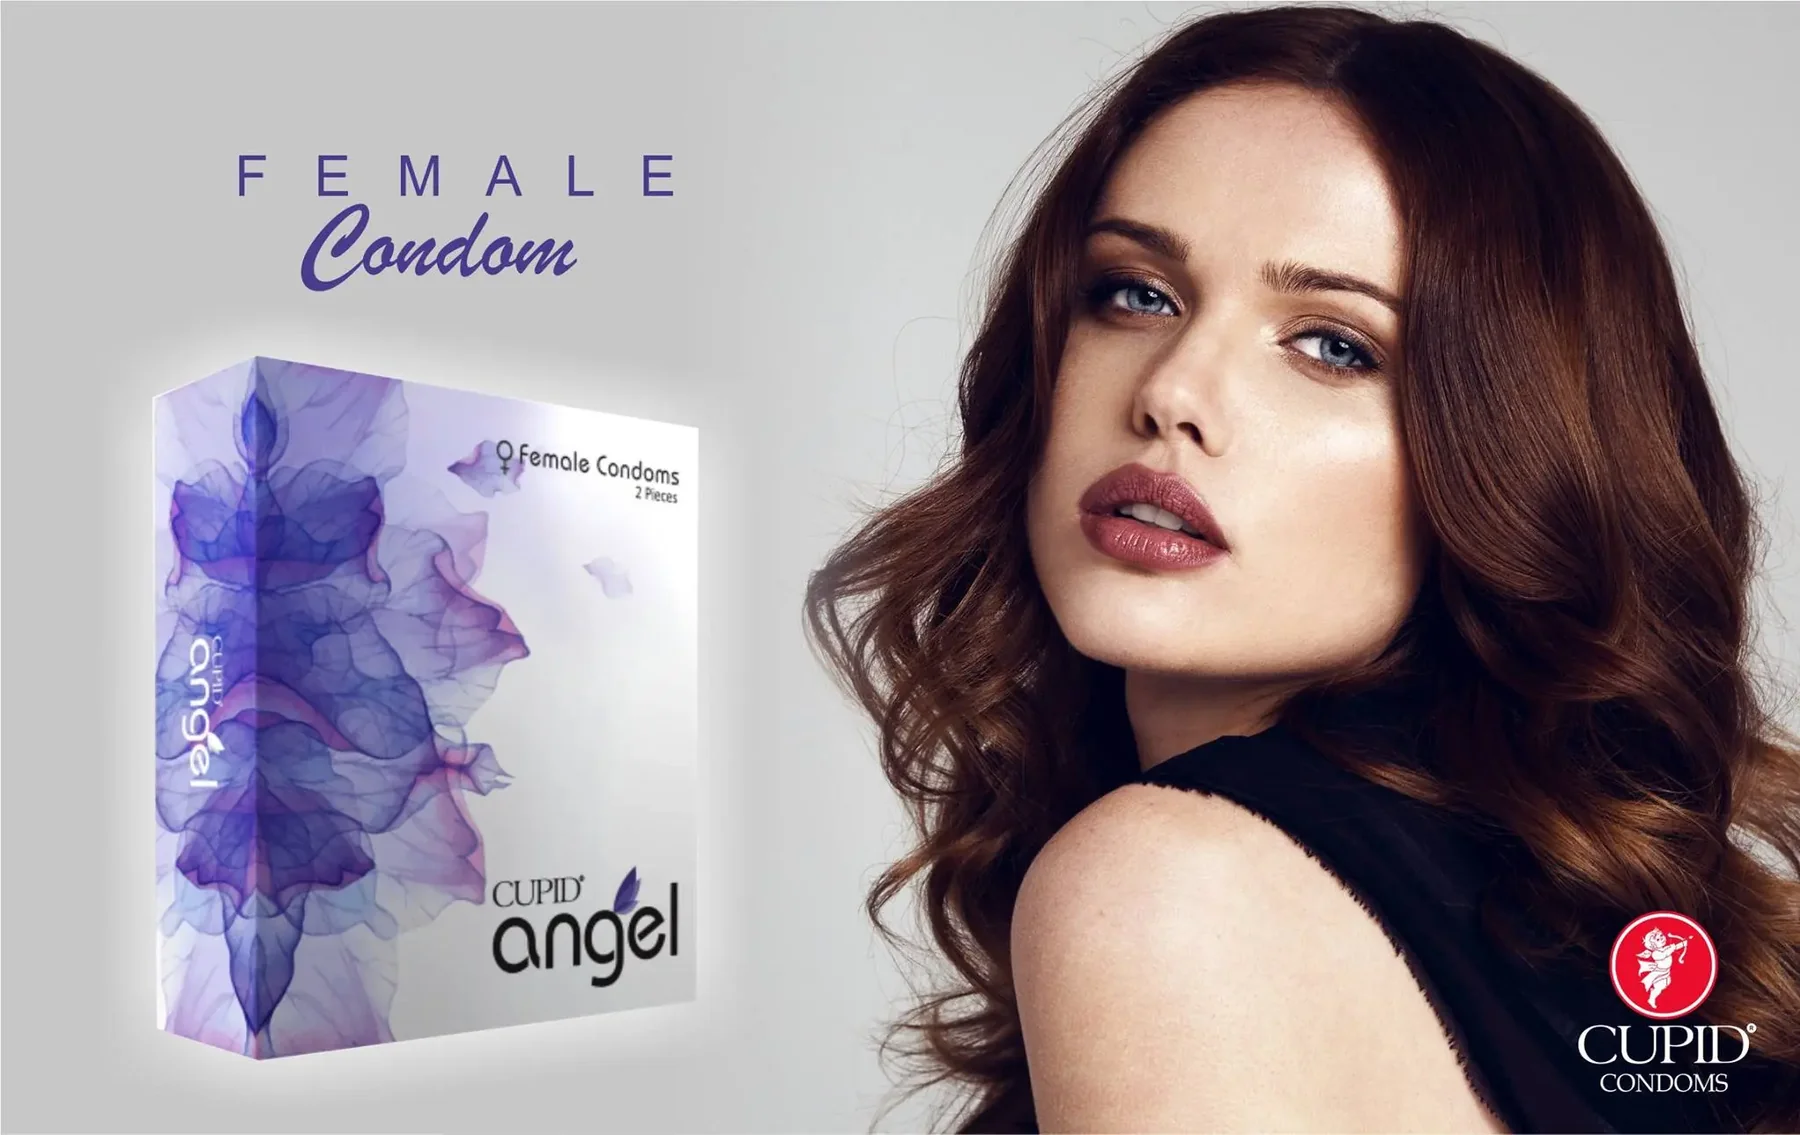 FEMALE
Condom
♀ Female Condoms
2 Pieces
CUPID
angel
CUPID®
angel
CUPID®
CONDOMS